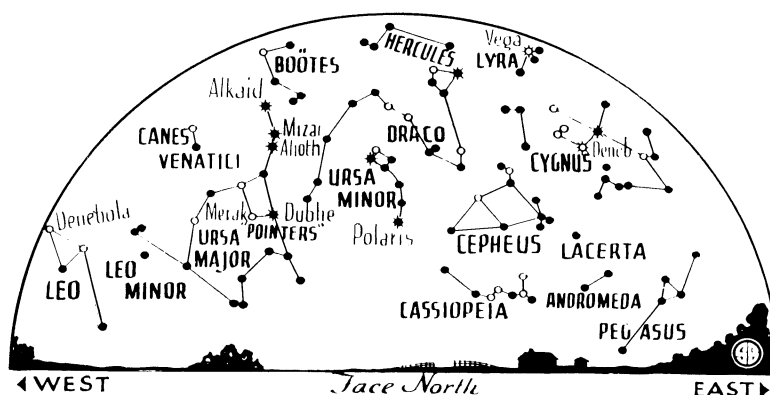 HERCULES
Vega
LYRA
BOÖTES
Alkaid
CANES
VENATICI
Mizar
Alioth
DRACO
CYGNUS
Deneb
URSA
MINOR
Denebola
Merak
"POINTERS"
Dubhe
URSA
MAJOR
Polaris
CEPHEUS
LACERTA
LEO
LEO
MINOR
CASSIOPEIA
ANDROMEDA
PEGASUS
WEST
Face North
EAST